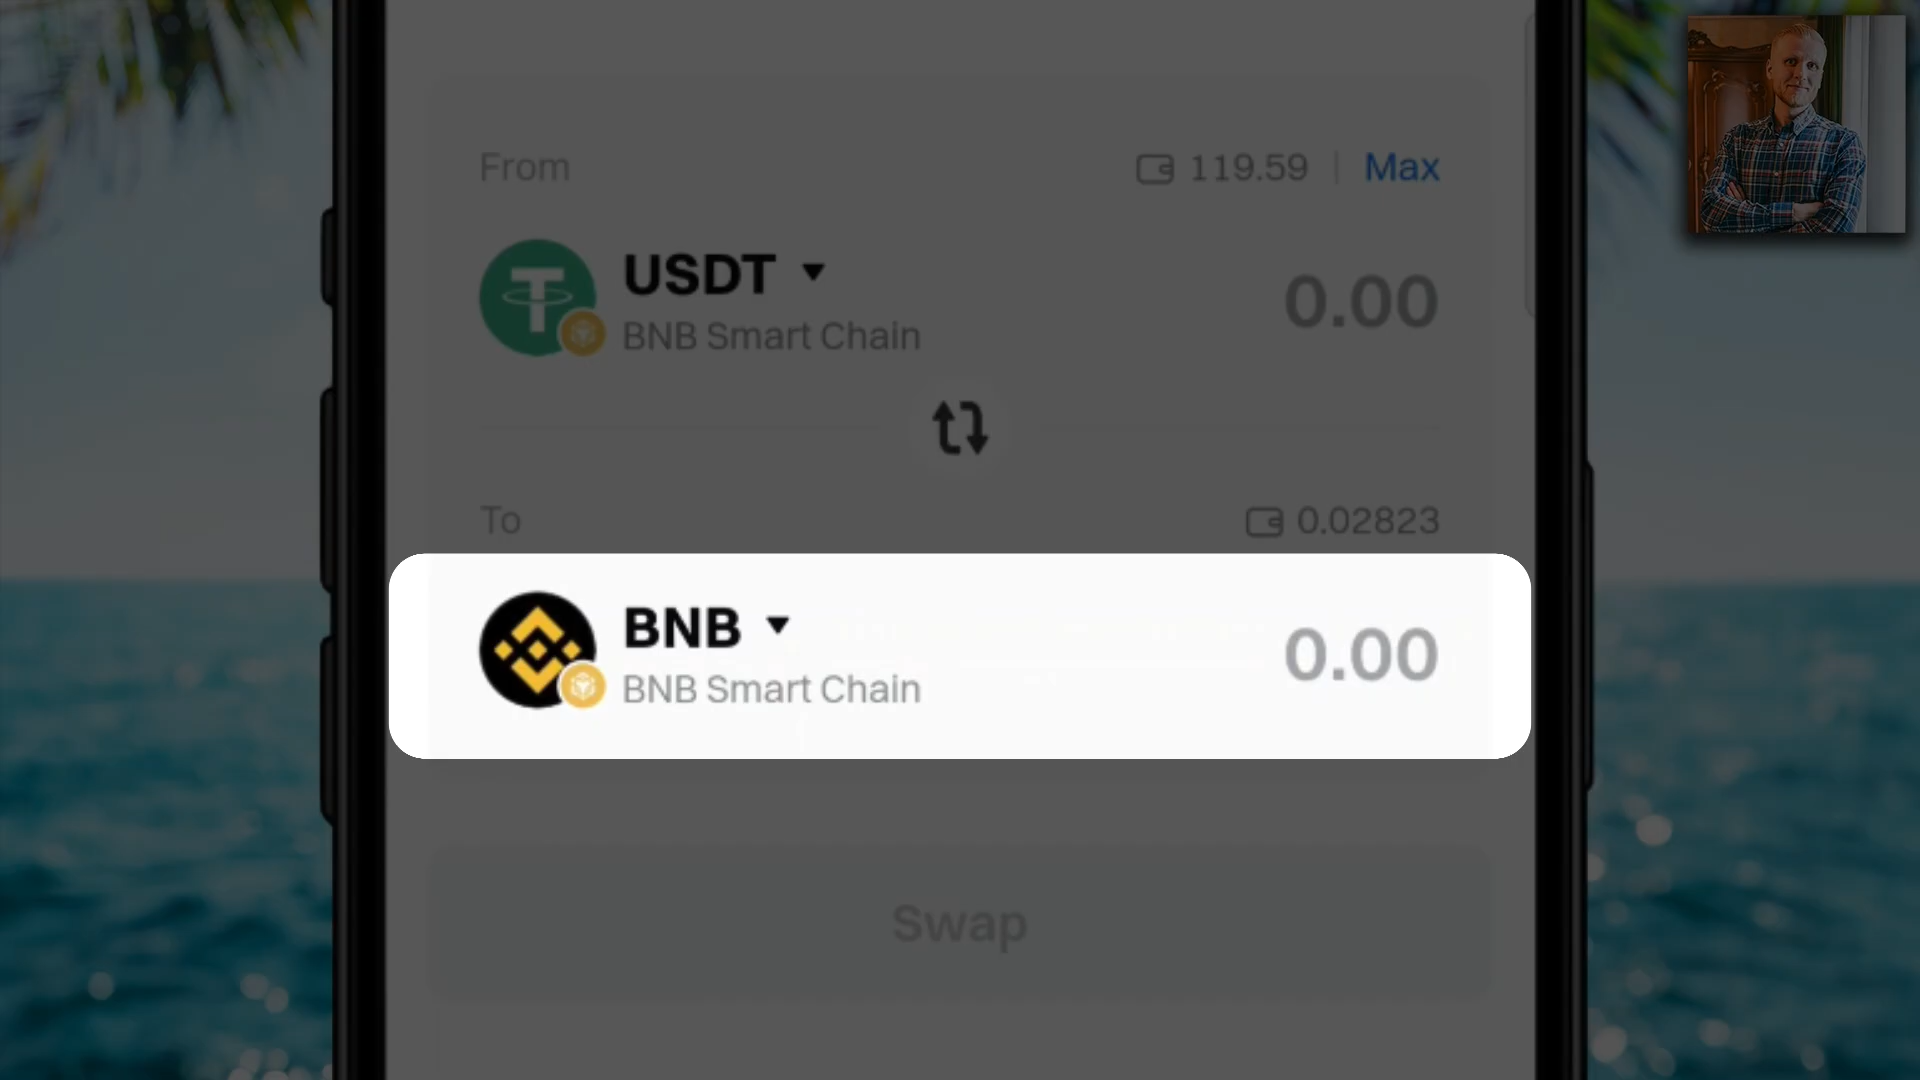 From 119.59 | Max
USDT 0.00
BNB Smart Chain
To 0.02823
BNB 0.00
BNB Smart Chain
Swap